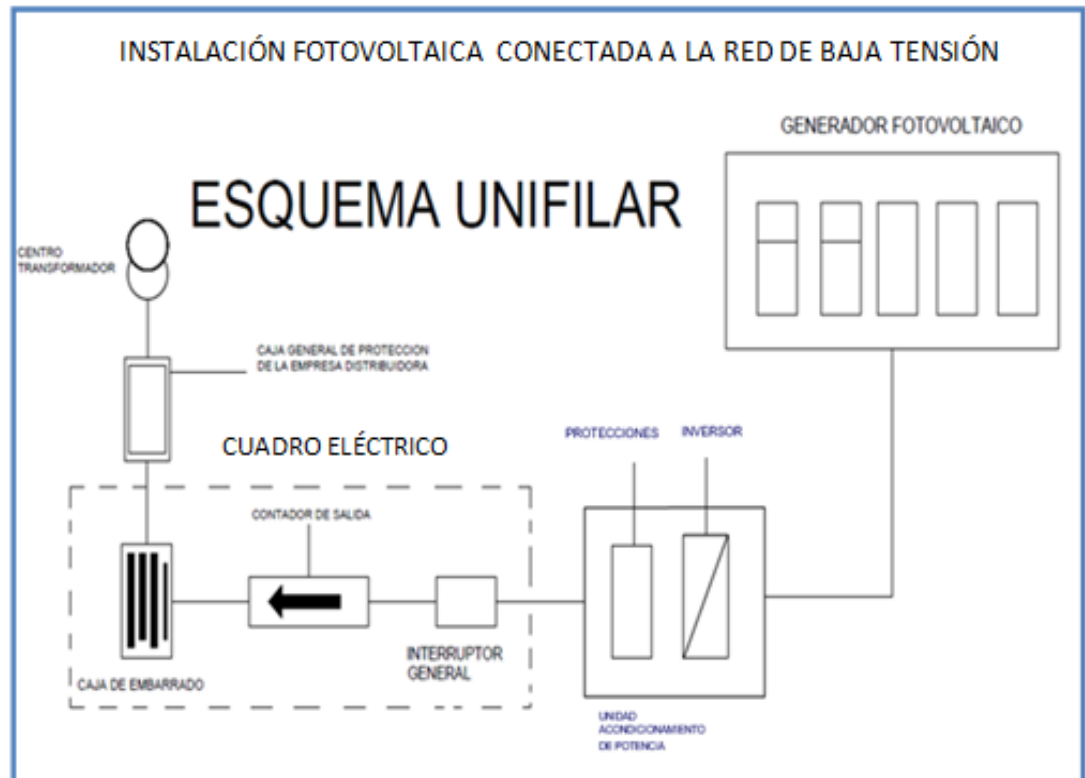 INSTALACIÓN FOTOVOLTAICA CONECTADA A LA RED DE BAJA TENSIÓN
GENERADOR FOTOVOLTAICO
ESQUEMA UNIFILAR
CENTRO
TRANSFORMADOR
CAJA GENERAL DE PROTECCION
DE LA EMPRESA DISTRIBUIDORA
PROTECCIONES
INVERSOR
CUADRO ELÉCTRICO
CONTADOR DE SALIDA
INTERRUPTOR
GENERAL
CAJA DE EMBARRADO
UNIDAD
ACONDICIONAMIENTO
DE POTENCIA